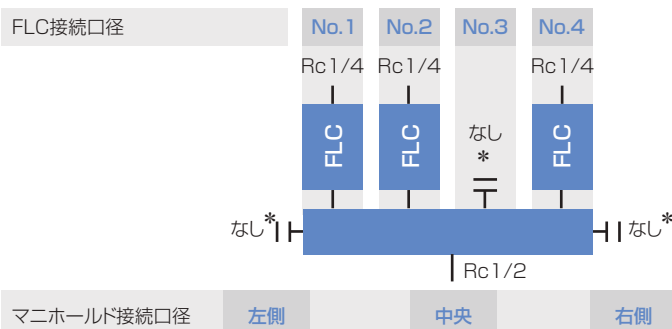 FLC接続口径 No.1 No.2 No.3 No.4
Rc1/4 Rc1/4 Rc1/4
FLC FLC なし FLC
*
なし* なし*
Rc1/2
マニホールド接続口径 左側 中央 右側